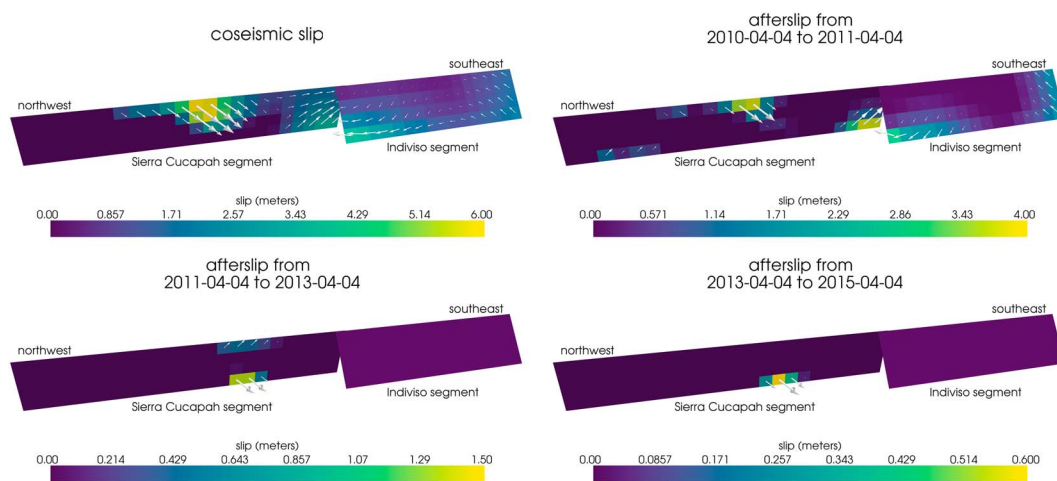 coseismic slip
southeast
northwest
Sierra Cucapah segment
Indiviso segment
slip (meters)
0.00 0.857 1.71 2.57 3.43 4.29 5.14 6.00
afterslip from
2010-04-04 to 2011-04-04
southeast
northwest
Sierra Cucapah segment
Indiviso segment
slip (meters)
0.00 0.571 1.14 1.71 2.29 2.86 3.43 4.00
afterslip from
2011-04-04 to 2013-04-04
southeast
northwest
Sierra Cucapah segment
Indiviso segment
slip (meters)
0.00 0.214 0.429 0.643 0.857 1.07 1.29 1.50
afterslip from
2013-04-04 to 2015-04-04
southeast
northwest
Sierra Cucapah segment
Indiviso segment
slip (meters)
0.00 0.0857 0.171 0.257 0.343 0.429 0.514 0.600